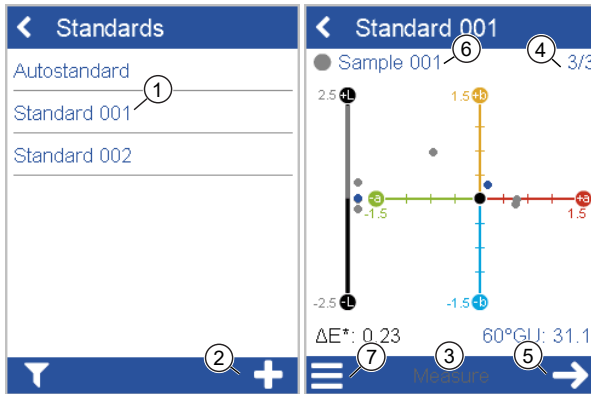 Standards
Autostandard
Standard 001
1
Standard 002
2
Standard 001
Sample 001
6
4
3/3
2.5
+L
1.5
+b
-a
-1.5
+a
1.5
-2.5
-L
-1.5
-b
ΔE*: 0.23
60°GU: 31.1
7
3
5
Measure